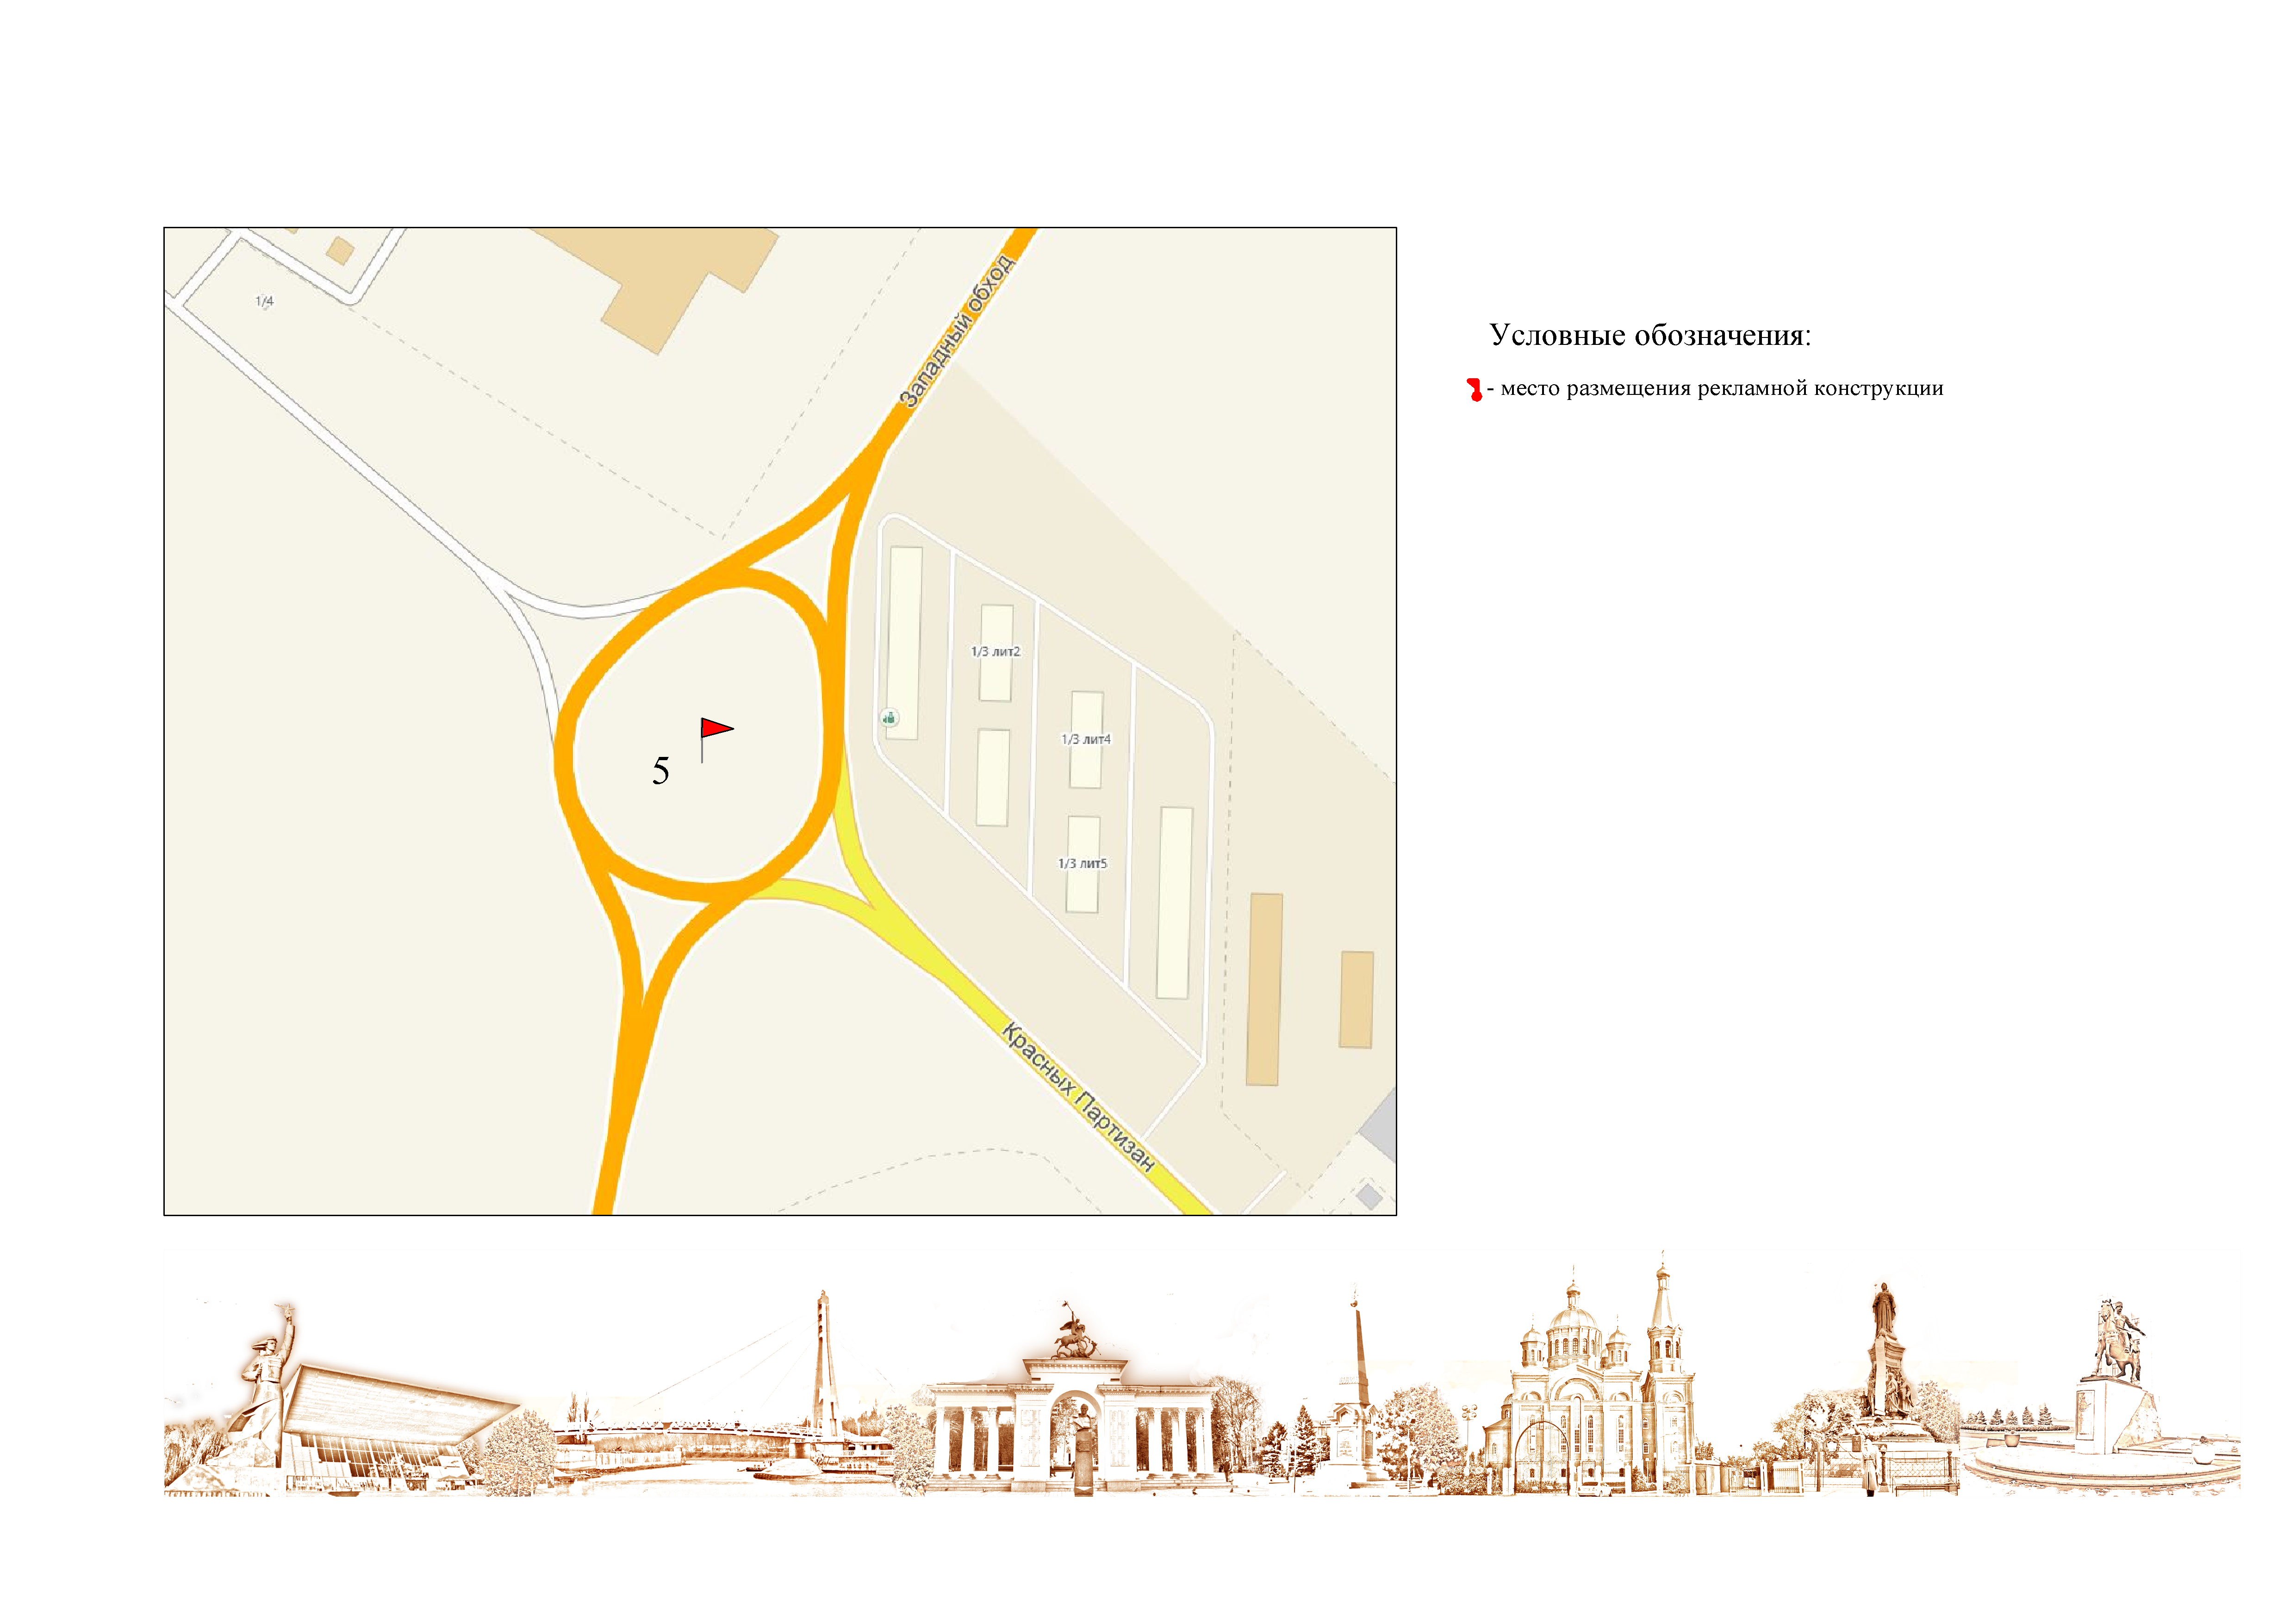 Условные обозначения:
- место размещения рекламной конструкции
1/4
Западный обход
1/3 лит2
1/3 лит4
5
1/3 лит5
Красных Партизан